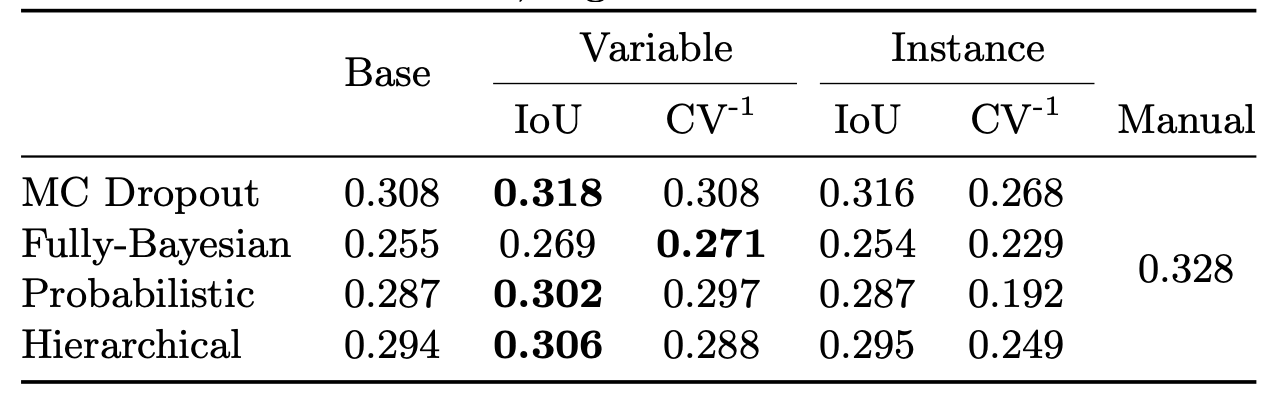 Variable Instance
Base
IoU CV-1 IoU CV-1 Manual
MC Dropout 0.308 0.318 0.308 0.316 0.268
Fully-Bayesian 0.255 0.269 0.271 0.254 0.229
0.328
Probabilistic 0.287 0.302 0.297 0.287 0.192
Hierarchical 0.294 0.306 0.288 0.295 0.249